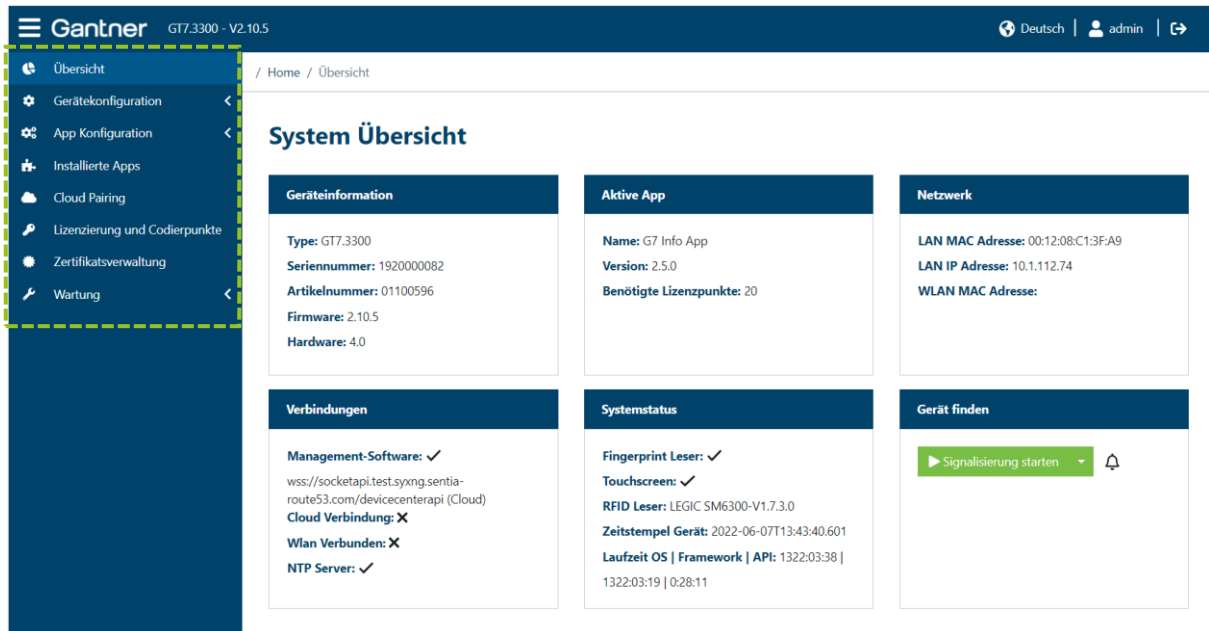 Gantner GT7.3300 - V2.10.5
Deutsch | admin |
Übersicht
Gerätekonfiguration
App Konfiguration
Installierte Apps
Cloud Pairing
Lizenzierung und Codierpunkte
Zertifikatsverwaltung
Wartung
/ Home / Übersicht
System Übersicht
Geräteinformation
Type: GT7.3300
Seriennummer: 1920000082
Artikelnummer: 01100596
Firmware: 2.10.5
Hardware: 4.0
Aktive App
Name: G7 Info App
Version: 2.5.0
Benötigte Lizenzpunkte: 20
Netzwerk
LAN MAC Adresse: 00:12:08:C1:3F:A9
LAN IP Adresse: 10.1.112.74
WLAN MAC Adresse:
Verbindungen
Management-Software:
wss://socketapi.test.syxng.sentia-
route53.com/devicecenterapi (Cloud)
Cloud Verbindung:
Wlan Verbunden:
NTP Server:
Systemstatus
Fingerprint Leser:
Touchscreen:
RFID Leser: LEGIC SM6300-V1.7.3.0
Zeitstempel Gerät: 2022-06-07T13:43:40.601
Laufzeit OS | Framework | API: 1322:03:38 |
1322:03:19 | 0:28:11
Gerät finden
Signalisierung starten